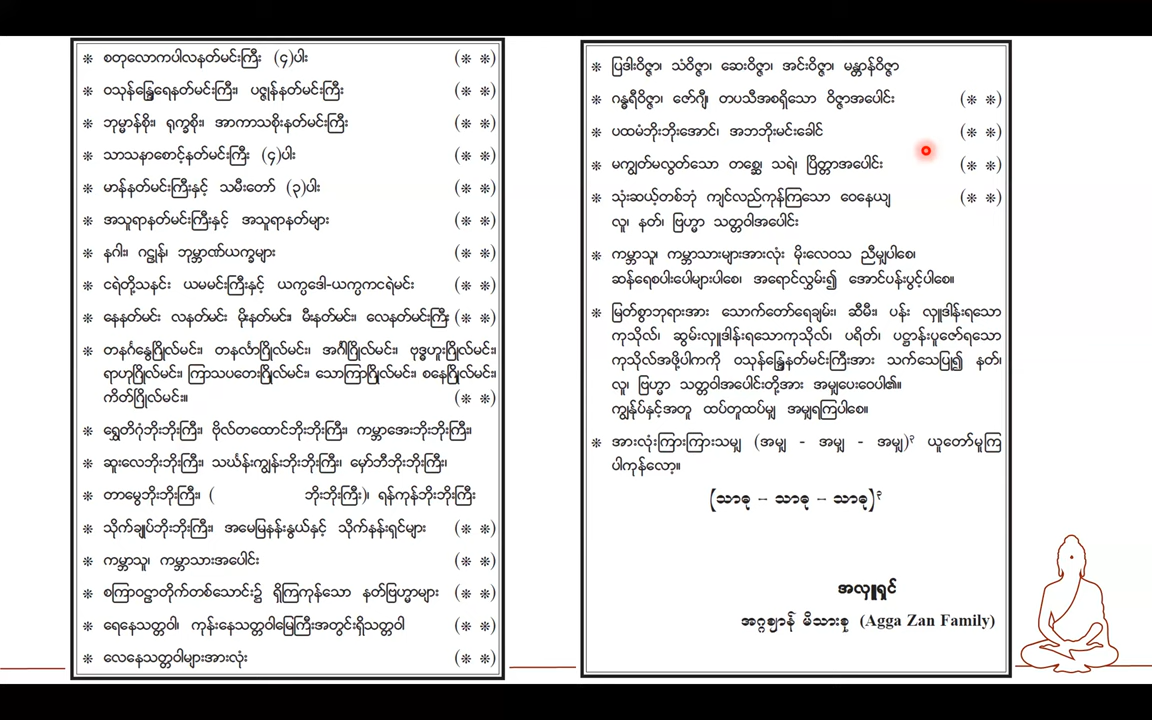 ❊ စတုလောကပါလနတ်မင်းကြီး (၄)ပါး (❊ ❊)
❊ ဝသုန်ဒြေရေနတ်မင်းကြီး၊ ပဇ္ဇုန်နတ်မင်းကြီး (❊ ❊)
❊ ဘုမ္မာန်စိုး၊ ရုက္ခစိုး၊ အာကာသစိုးနတ်မင်းကြီး (❊ ❊)
❊ သာသနာစောင့်နတ်မင်းကြီး (၄)ပါး (❊ ❊)
❊ မာန်နတ်မင်းကြီးနှင့် သမီးတော် (၃)ပါး (❊ ❊)
❊ အသူရာနတ်မင်းကြီးနှင့် အသူရာနတ်များ (❊ ❊)
❊ နဂါး၊ ဂဠုန်၊ ဘုမ္ဘာဏ်ယက္ခများ (❊ ❊)
❊ ငရဲတို့သနင်း ယမမင်းကြီးနှင့် ယက္ပဒေါ-ယက္ပကငရဲမင်း (❊ ❊)
❊ နေနတ်မင်း လနတ်မင်း မိုးနတ်မင်း၊ မီးနတ်မင်း၊ လေနတ်မင်းကြီး (❊ ❊)
❊ တနင်္ဂနွေဂြိုလ်မင်း၊ တနင်္လာဂြိုလ်မင်း၊ အင်္ဂါဂြိုလ်မင်း၊ ဗုဒ္ဓဟူးဂြိုလ်မင်း၊
ရာဟုဂြိုလ်မင်း၊ ကြာသပတေးဂြိုလ်မင်း၊ သောကြာဂြိုလ်မင်း၊ စနေဂြိုလ်မင်း၊
ကိတ်ဂြိုလ်မင်း။ (❊ ❊)
❊ ရွှေတိဂုံဘိုးဘိုးကြီး၊ ဗိုလ်တထောင်ဘိုးဘိုးကြီး၊ ကမ္ဘာအေးဘိုးဘိုးကြီး၊
❊ ဆူးလေဘိုးဘိုးကြီး၊ သင်္ဃန်းကျွန်းဘိုးဘိုးကြီး၊ မှော်ဘီဘိုးဘိုးကြီး၊
❊ တာမွေဘိုးဘိုးကြီး၊ ( ဘိုးဘိုးကြီး)၊ ရန်ကုန်ဘိုးဘိုးကြီး
❊ သိုက်ချုပ်ဘိုးဘိုးကြီး၊ အမေမြနန်းနွယ်နှင့် သိုက်နန်းရှင်များ (❊ ❊)
❊ ကမ္ဘာသူ၊ ကမ္ဘာသားအပေါင်း (❊ ❊)
❊ စကြာဝဠာတိုက်တစ်သောင်း၌ ရှိကြကုန်သော နတ်ဗြဟ္မာများ (❊ ❊)
❊ ရေနေသတ္တဝါ၊ ကုန်းနေသတ္တဝါမြေကြီးအတွင်းရှိသတ္တဝါ (❊ ❊)
❊ လေနေသတ္တဝါများအားလုံး (❊ ❊)
❊ ပြဒါးဝိဇ္ဇာ၊ သံဝိဇ္ဇာ၊ ဆေးဝိဇ္ဇာ၊ အင်းဝိဇ္ဇာ၊ မန္တာန်ဝိဇ္ဇာ
❊ ဂန္ဓရီဝိဇ္ဇာ၊ ဇော်ဂျီ၊ တပသီအစရှိသော ဝိဇ္ဇာအပေါင်း (❊ ❊)
❊ ပထမံဘိုးဘိုးအောင်၊ အဘဘိုးမင်းခေါင် (❊ ❊)
❊ မကျွတ်မလွတ်သော တစ္ဆေ၊ သရဲ၊ ပြိတ္တာအပေါင်း (❊ ❊)
❊ သုံးဆယ့်တစ်ဘုံ ကျင်လည်ကုန်ကြသော ဝေနေယျ (❊ ❊)
လူ၊ နတ်၊ ဗြဟ္မာ သတ္တဝါအပေါင်း
❊ ကမ္ဘာသူ၊ ကမ္ဘာသားများအားလုံး မိုးလေဝသ ညီမျှပါစေ၊
ဆန်ရေစပါးပေါများပါစေ၊ အရောင်လွှမ်း၍ အောင်ပန်းပွင့်ပါစေ။
❊ မြတ်စွာဘုရားအား သောက်တော်ရေချမ်း၊ ဆီမီး၊ ပန်း လှူဒါန်းရသော
ကုသိုလ်၊ ဆွမ်းလှူဒါန်းရသောကုသိုလ်၊ ပရိတ်၊ ပဋ္ဌာန်းပူဇော်ရသော
ကုသိုလ်အဖို့ပါကကို ဝသုန်ဒြေနတ်မင်းကြီးအား သက်သေပြု၍ နတ်၊
လူ၊ ဗြဟ္မာ သတ္တဝါအပေါင်းတို့အား အမျှပေးဝေပါ၏။
ကျွန်ုပ်နှင့်အတူ ထပ်တူထပ်မျှ အမျှရကြပါစေ။
❊ အားလုံးကြားကြားသမျှ (အမျှ - အမျှ - အမျှ)၃ ယူတော်မူကြ
ပါကုန်လော့။
(သာဓု – သာဓု – သာဓု)၃
အလှူရှင်
အဂ္ဂဈာန် မိသားစု (Agga Zan Family)